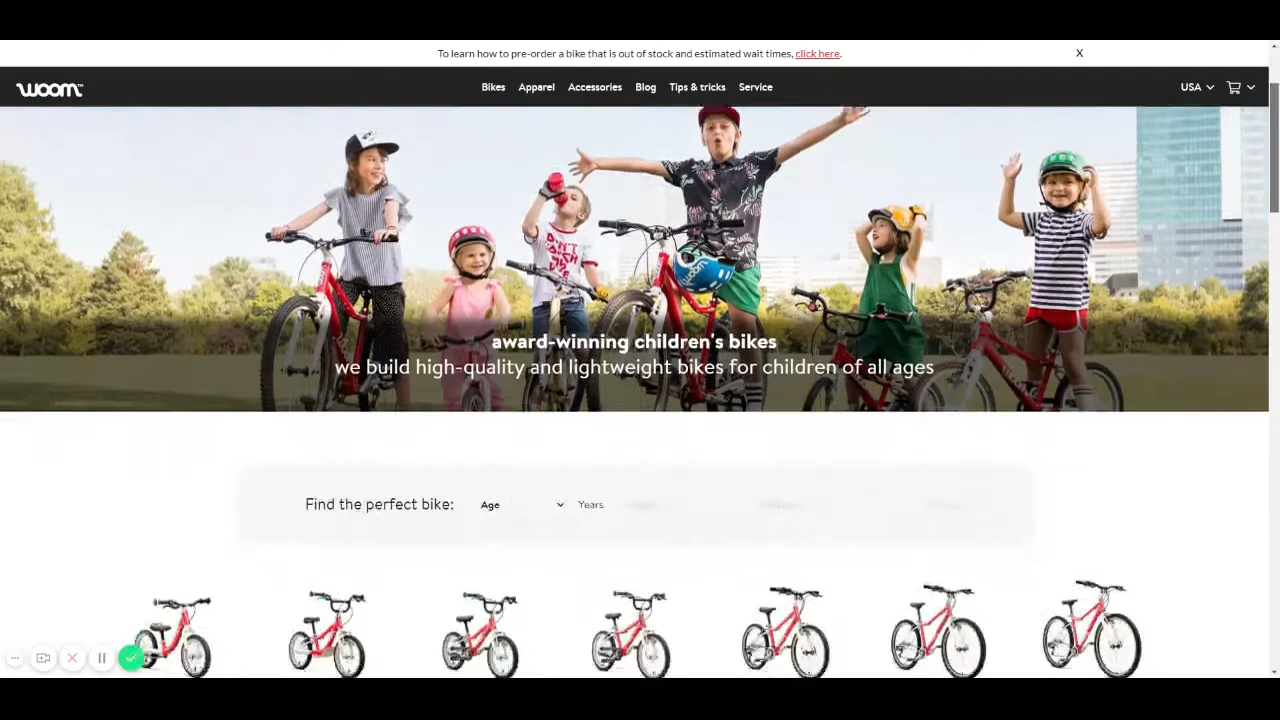 To learn how to pre-order a bike that is out of stock and estimated wait times, click here.
X
woom™
Bikes Apparel Accessories Blog Tips & tricks Service
USA
DON'T
woom
award-winning children's bikes
we build high-quality and lightweight bikes for children of all ages
Find the perfect bike: Age Years